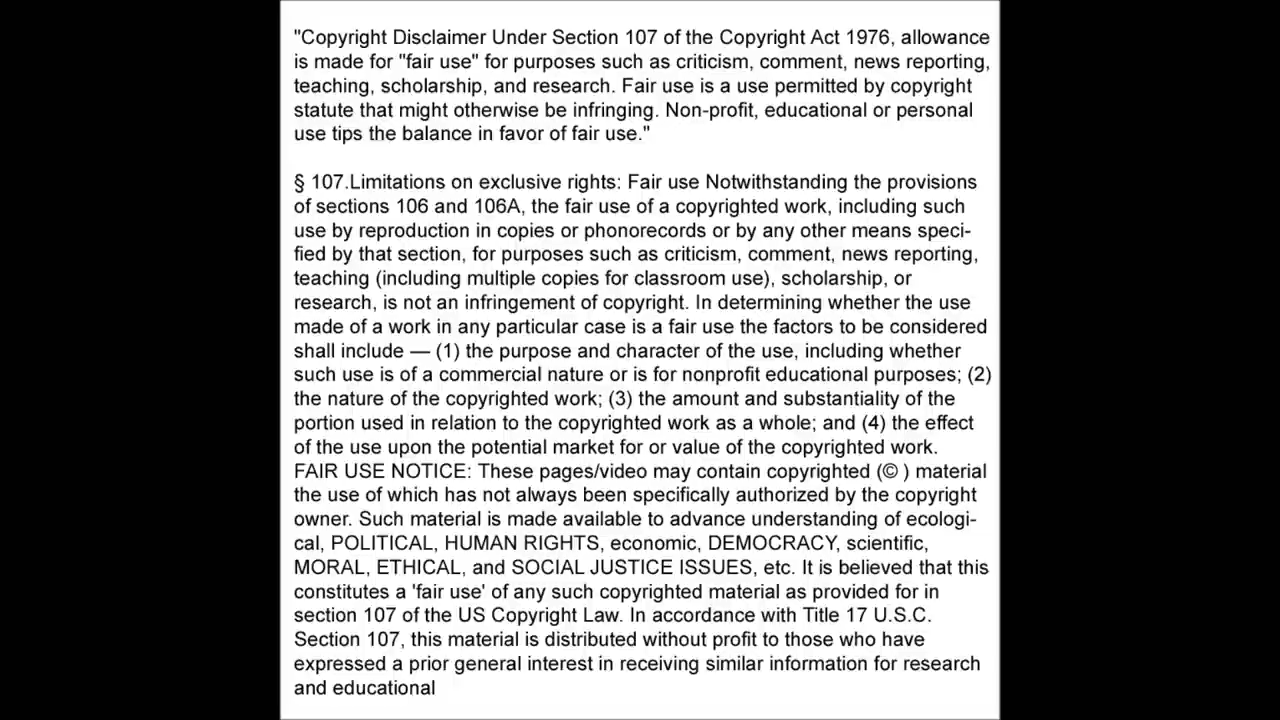 "Copyright Disclaimer Under Section 107 of the Copyright Act 1976, allowance
is made for "fair use" for purposes such as criticism, comment, news reporting,
teaching, scholarship, and research. Fair use is a use permitted by copyright
statute that might otherwise be infringing. Non-profit, educational or personal
use tips the balance in favor of fair use."
§ 107.Limitations on exclusive rights: Fair use Notwithstanding the provisions
of sections 106 and 106A, the fair use of a copyrighted work, including such
use by reproduction in copies or phonorecords or by any other means speci-
fied by that section, for purposes such as criticism, comment, news reporting,
teaching (including multiple copies for classroom use), scholarship, or
research, is not an infringement of copyright. In determining whether the use
made of a work in any particular case is a fair use the factors to be considered
shall include — (1) the purpose and character of the use, including whether
such use is of a commercial nature or is for nonprofit educational purposes; (2)
the nature of the copyrighted work; (3) the amount and substantiality of the
portion used in relation to the copyrighted work as a whole; and (4) the effect
of the use upon the potential market for or value of the copyrighted work.
FAIR USE NOTICE: These pages/video may contain copyrighted (© ) material
the use of which has not always been specifically authorized by the copyright
owner. Such material is made available to advance understanding of ecologi-
cal, POLITICAL, HUMAN RIGHTS, economic, DEMOCRACY, scientific,
MORAL, ETHICAL, and SOCIAL JUSTICE ISSUES, etc. It is believed that this
constitutes a 'fair use' of any such copyrighted material as provided for in
section 107 of the US Copyright Law. In accordance with Title 17 U.S.C.
Section 107, this material is distributed without profit to those who have
expressed a prior general interest in receiving similar information for research
and educational